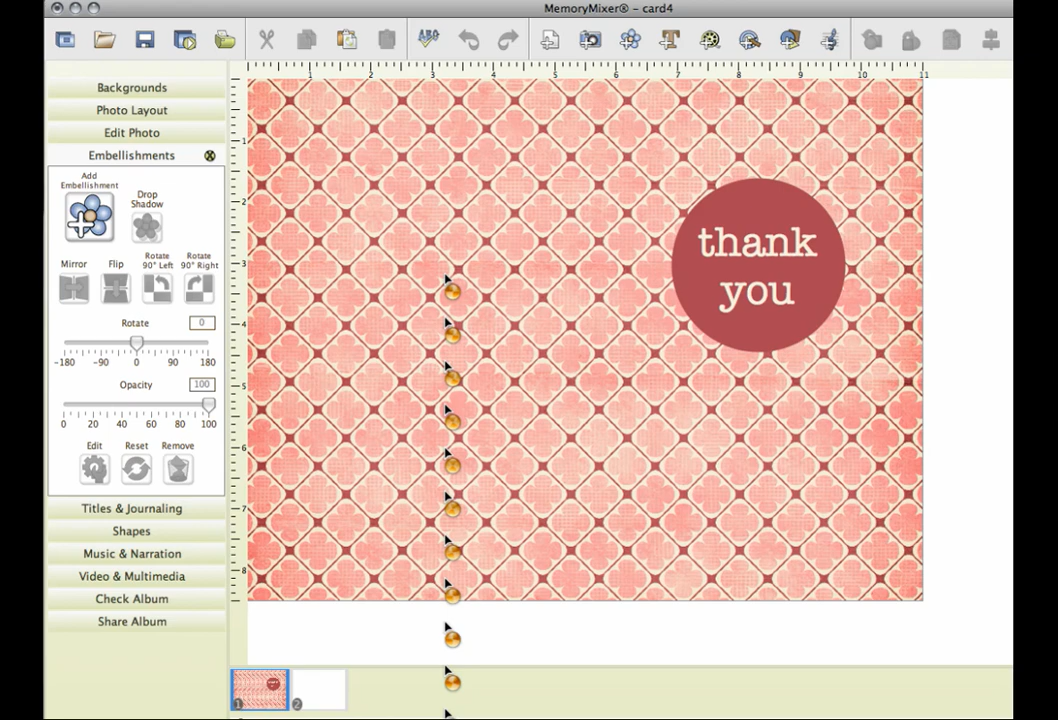 MemoryMixer® - card4
ABC
1 2 3 4 5 6 7 8 9 10 11
Backgrounds
Photo Layout
Edit Photo
Embellishments
Add
Embellishment
Drop
Shadow
Mirror
Flip
Rotate
90° Left
Rotate
90° Right
Rotate
0
-180 -90 0 90 180
Opacity
100
0 20 40 60 80 100
Edit
Reset
Remove
Titles & Journaling
Shapes
Music & Narration
Video & Multimedia
Check Album
Share Album
1
2
3
4
5
6
7
8
thank
you
1
2